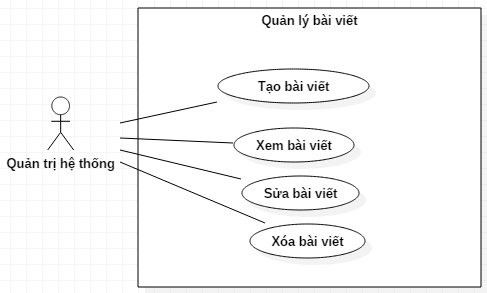 Quản lý bài viết
Tạo bài viết
Xem bài viết
Quản trị hệ thống
Sửa bài viết
Xóa bài viết